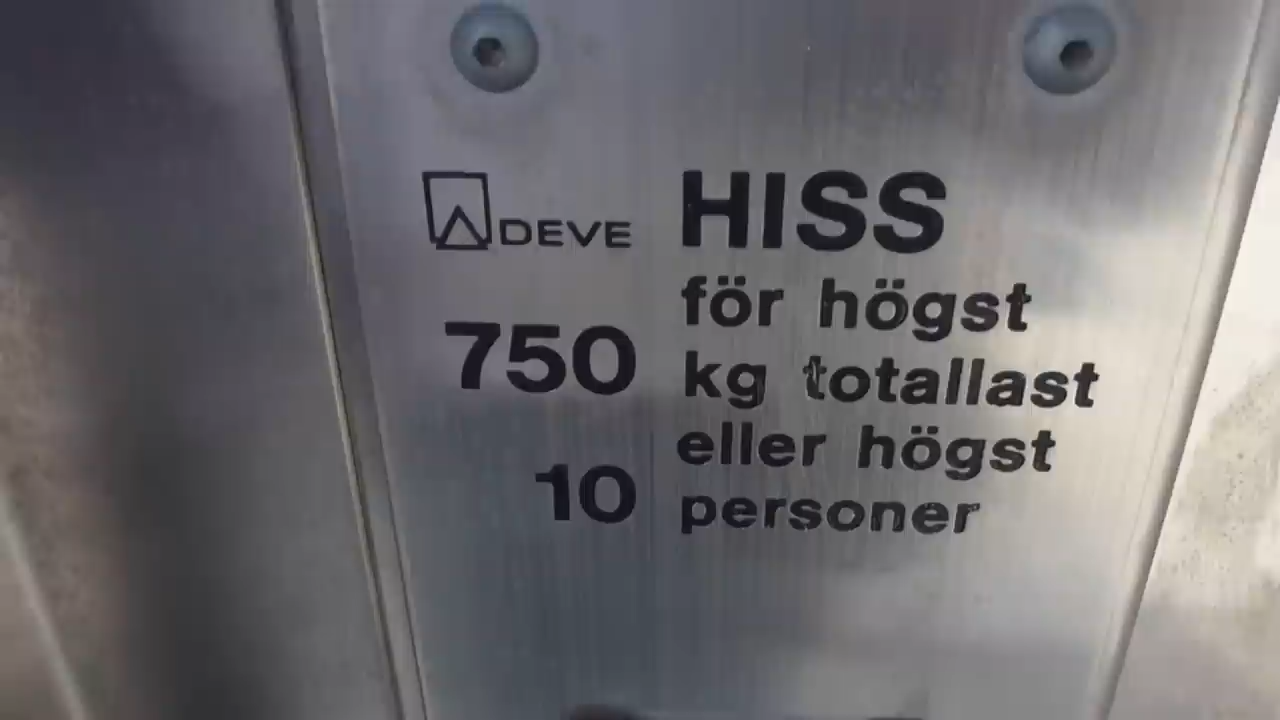 DEVE HISS
för högst
750 kg totallast
eller högst
10 personer